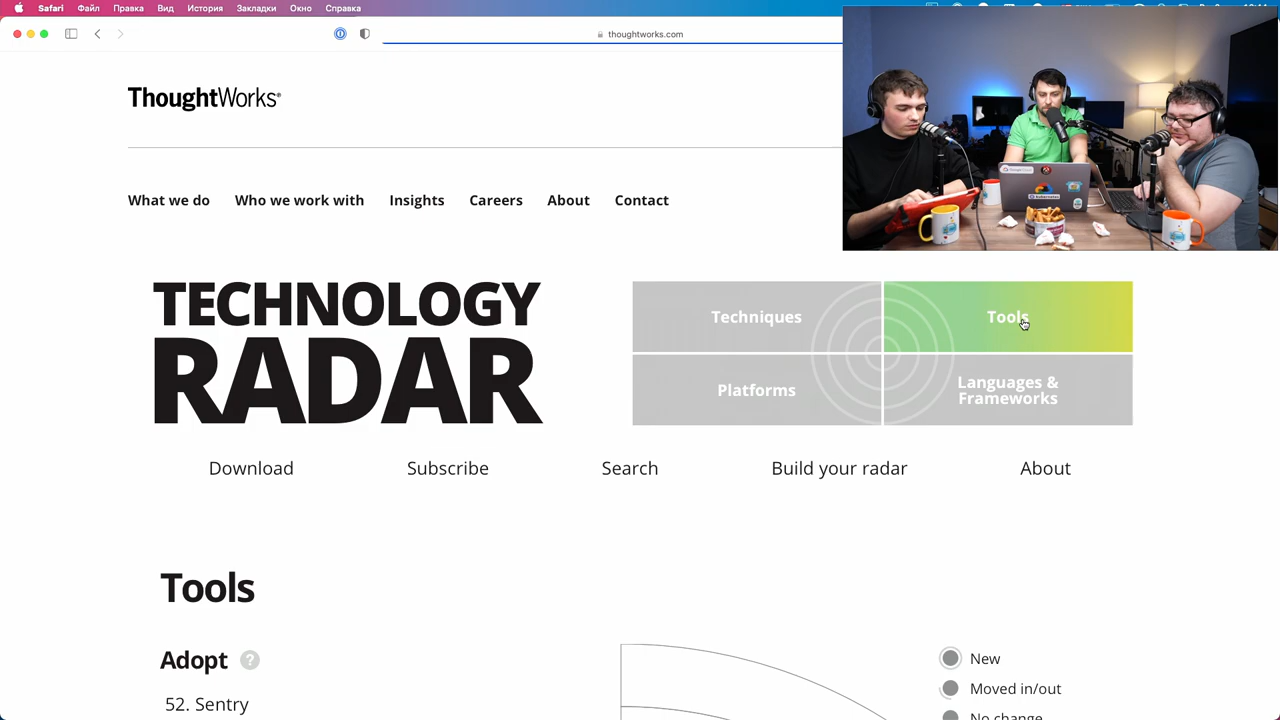 Safari Файл Правка Вид История Закладки Окно Справка
thoughtworks.com
ThoughtWorks®
What we do Who we work with Insights Careers About Contact
TECHNOLOGY
RADAR
Techniques
Tools
Platforms
Languages &
Frameworks
Download Subscribe Search Build your radar About
Tools
Adopt ?
52. Sentry
New
Moved in/out
No change
kubernetes